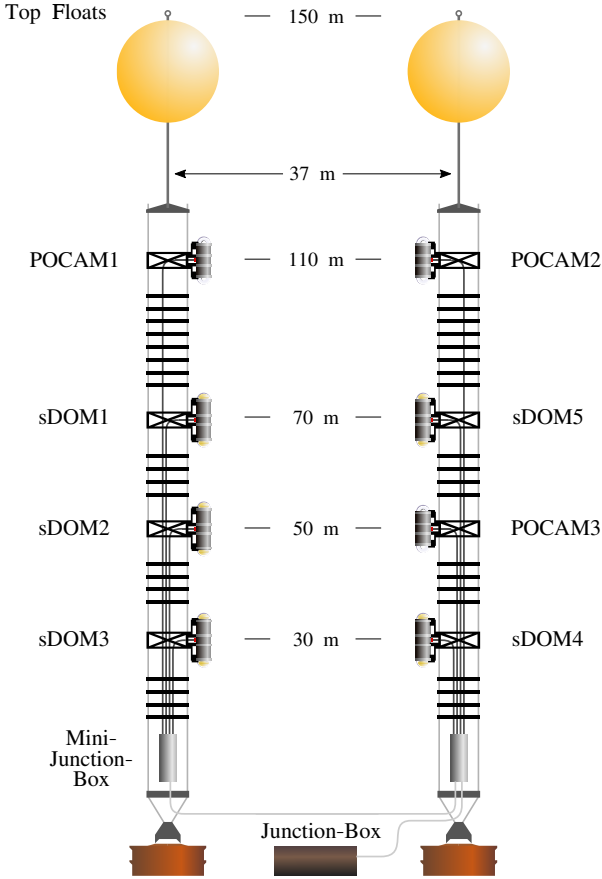 Top Floats
150 m
37 m
POCAM1
110 m
POCAM2
sDOM1
70 m
sDOM5
sDOM2
50 m
POCAM3
sDOM3
30 m
sDOM4
Mini-
Junction-
Box
Junction-Box